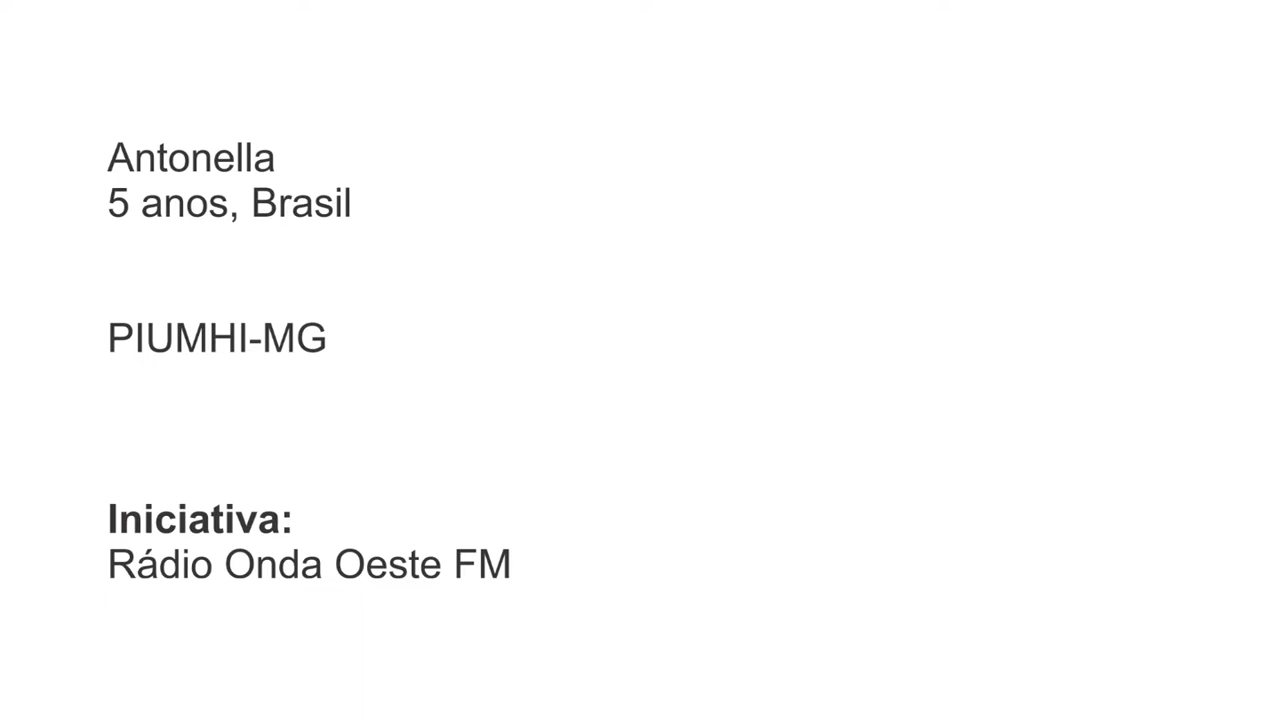 Antonella
5 anos, Brasil
PIUMHI-MG
Iniciativa:
Rádio Onda Oeste FM